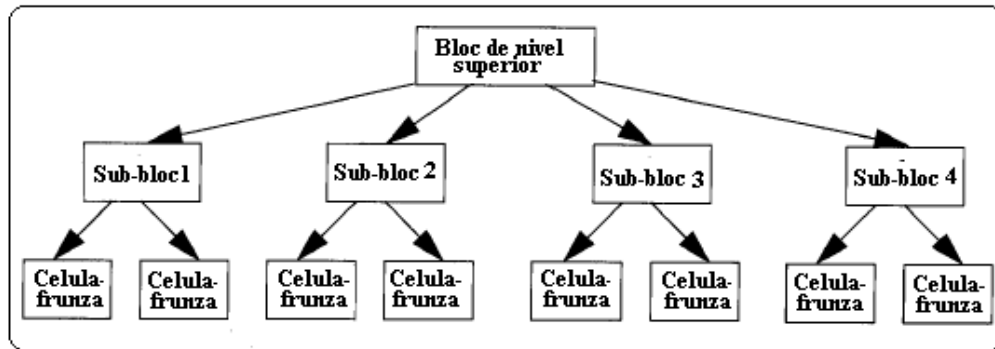 Bloc de nivel
superior
Sub-bloc1
Sub-bloc 2
Sub-bloc 3
Sub-bloc 4
Celula-
frunza
Celula-
frunza
Celula-
frunza
Celula-
frunza
Celula-
frunza
Celula-
frunza
Celula-
frunza
Celula-
frunza